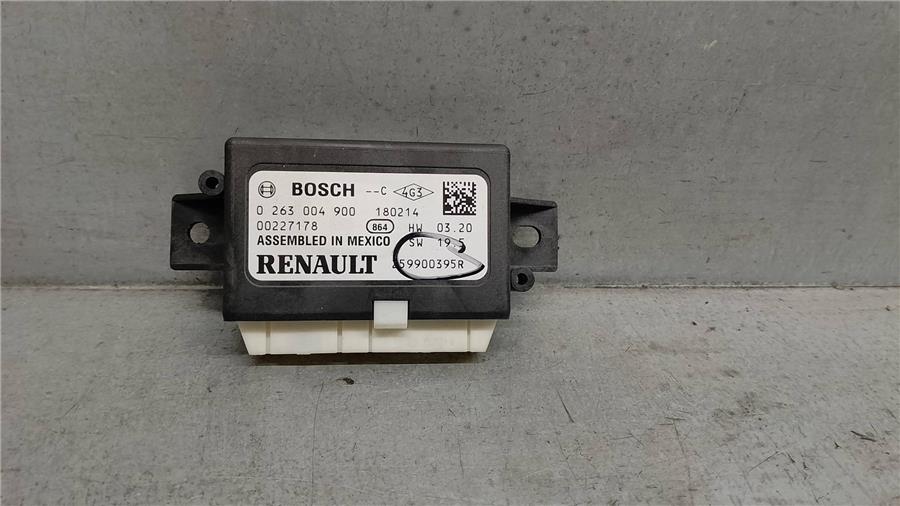 BOSCH --C 4G3
0 263 004 900 180214
00227178 864 HW 03.20
ASSEMBLED IN MEXICO SW 19.5
RENAULT 259900395R